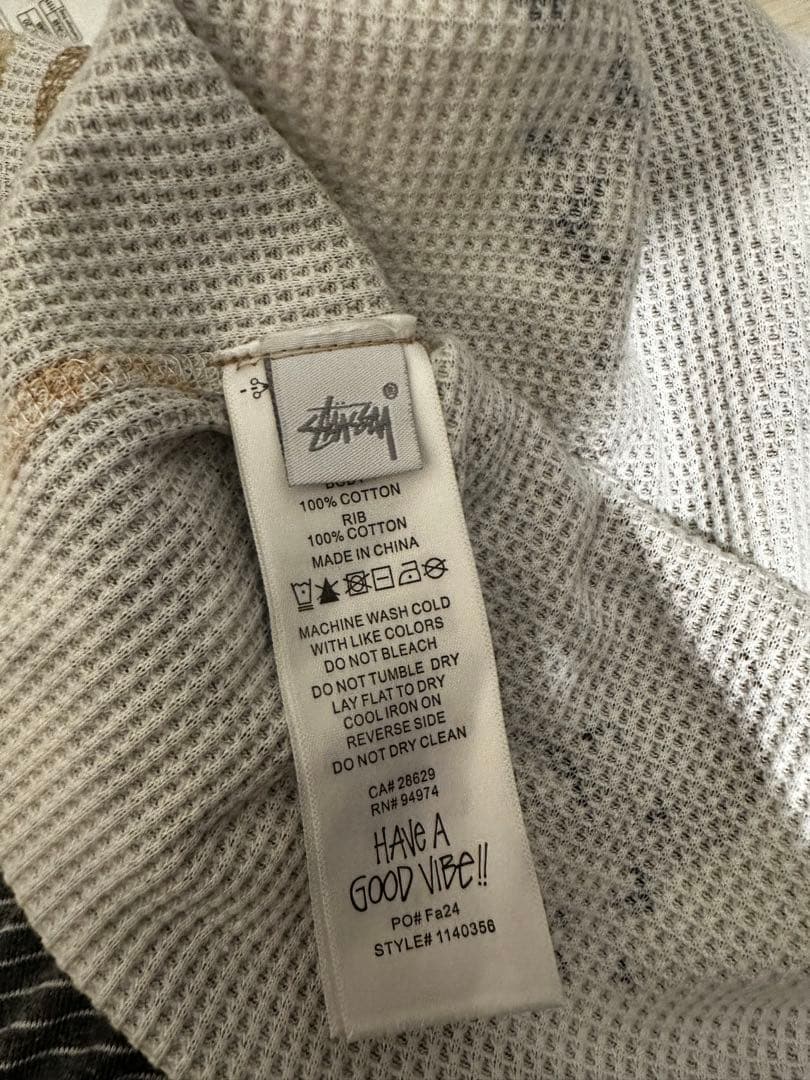 STÜSSY®
BODY
100% COTTON
RIB
100% COTTON
MADE IN CHINA
MACHINE WASH COLD
WITH LIKE COLORS
DO NOT BLEACH
DO NOT TUMBLE DRY
LAY FLAT TO DRY
COOL IRON ON
REVERSE SIDE
DO NOT DRY CLEAN
CA# 28629
RN# 94974
HAVE A
GOOD VIBE!!
PO# Fa24
STYLE# 1140356